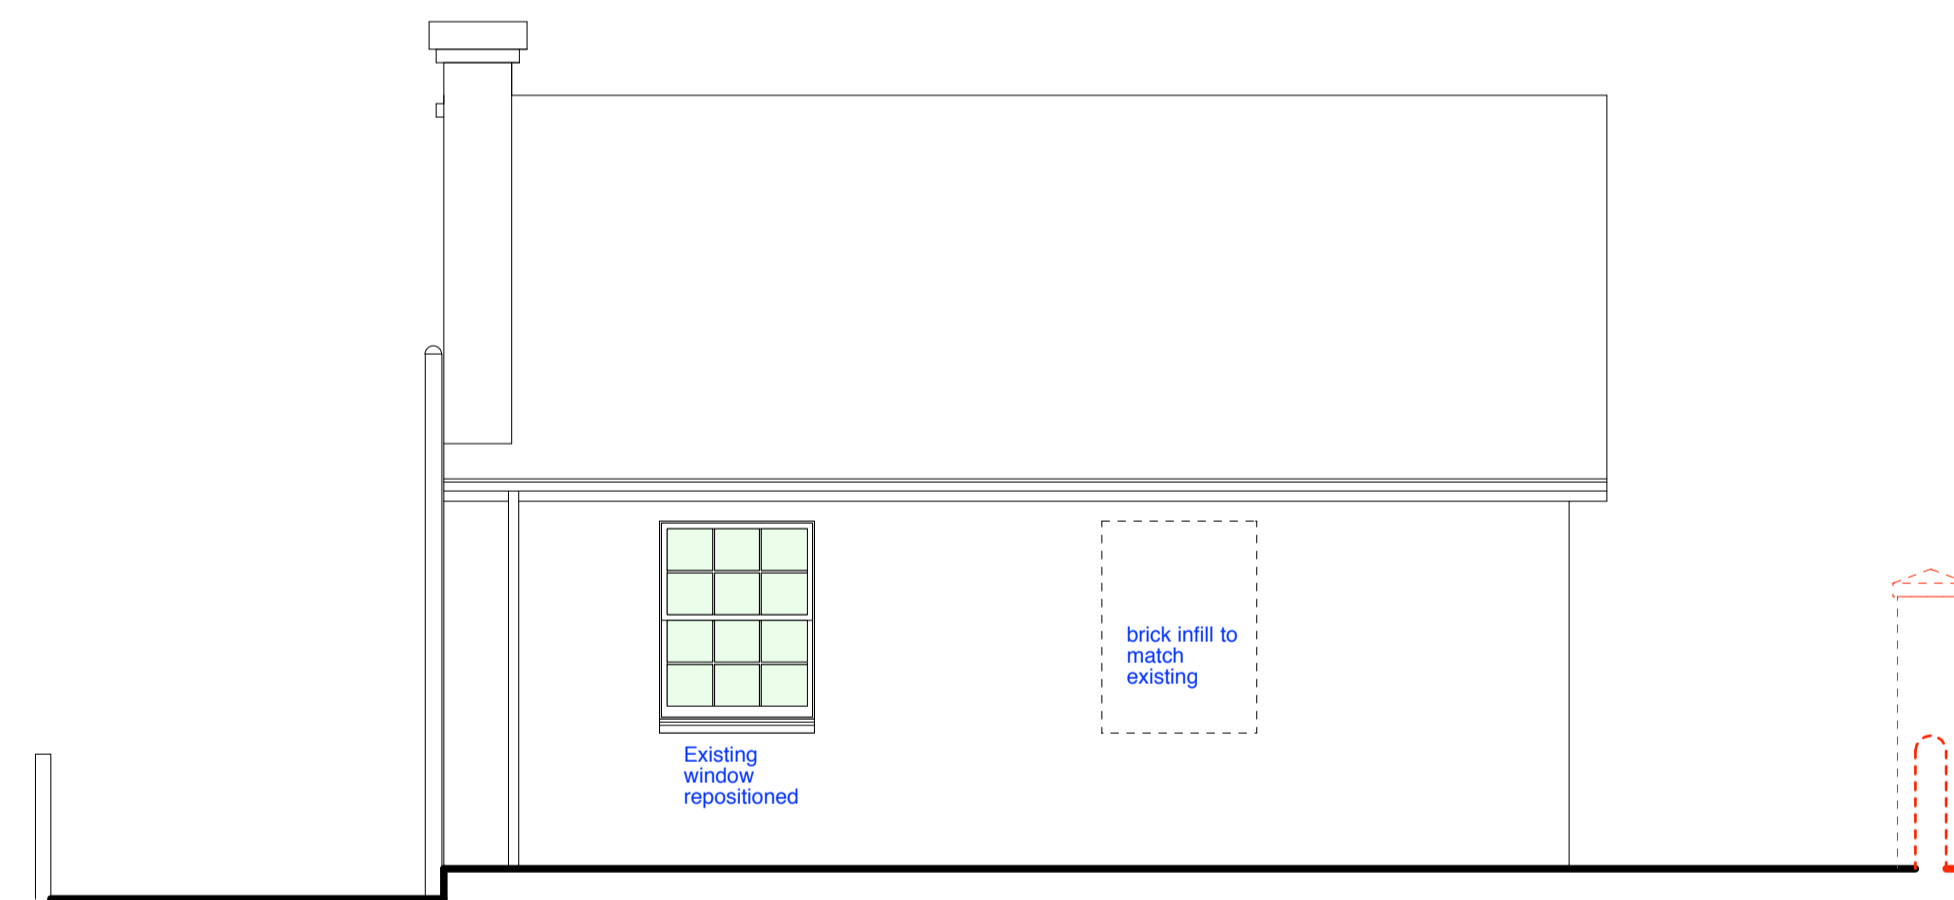 brick infill to
match
existing
Existing
window
repositioned